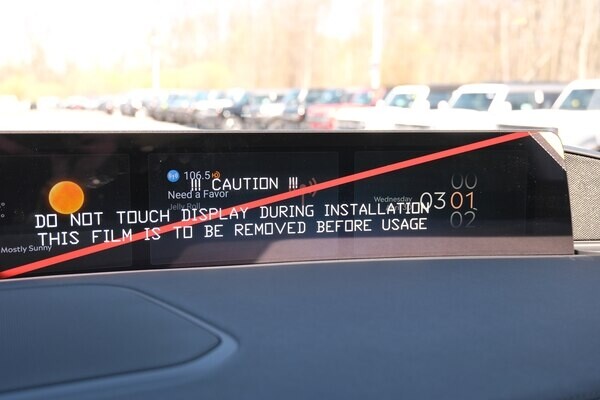 106.5
!!! CAUTION !!!
Need a Favor
Jelly Roll
00
Wednesday
03 01
02
DO NOT TOUCH DISPLAY DURING INSTALLATION
THIS FILM IS TO BE REMOVED BEFORE USAGE
Mostly Sunny